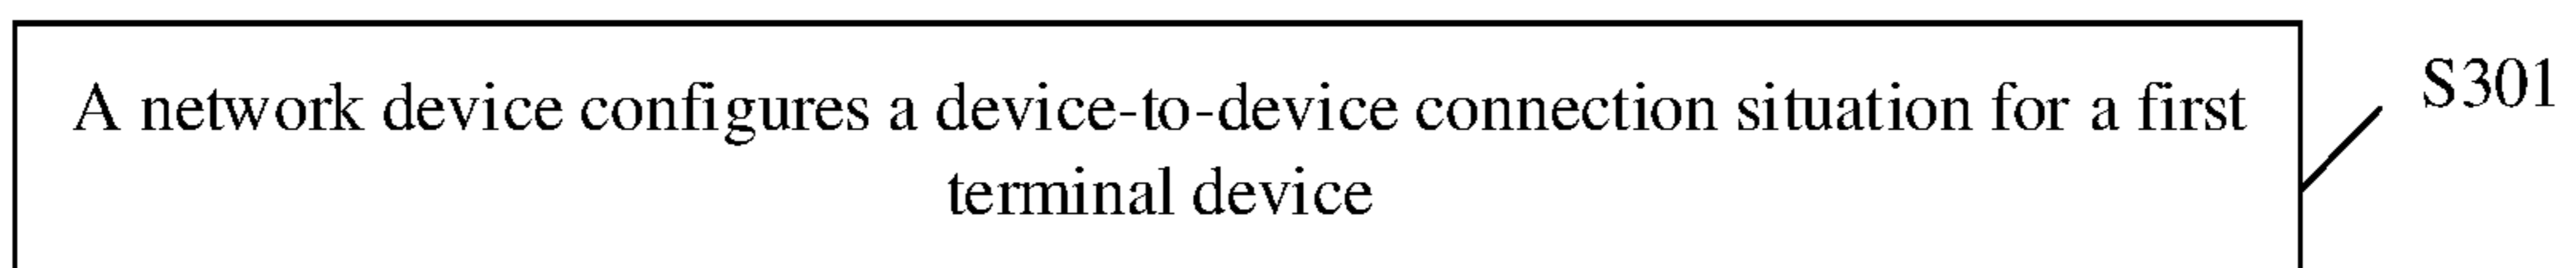 A network device configures a device-to-device connection situation for a first
terminal device
S301